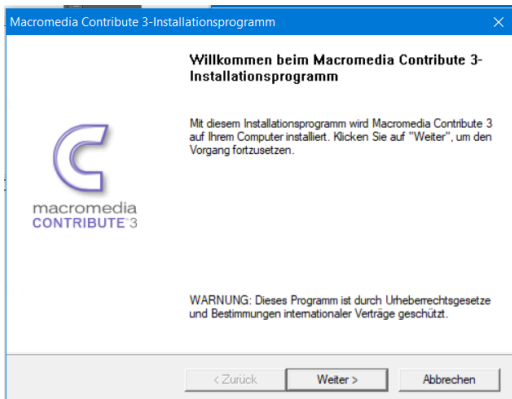 Macromedia Contribute 3-Installationsprogramm
Willkommen beim Macromedia Contribute 3-
Installationsprogramm
Mit diesem Installationsprogramm wird Macromedia Contribute 3
auf Ihrem Computer installiert. Klicken Sie auf "Weiter", um den
Vorgang fortzusetzen.
macromedia
CONTRIBUTE™3
WARNUNG: Dieses Programm ist durch Urheberrechtsgesetze
und Bestimmungen internationaler Verträge geschützt.
< Zurück Weiter > Abbrechen